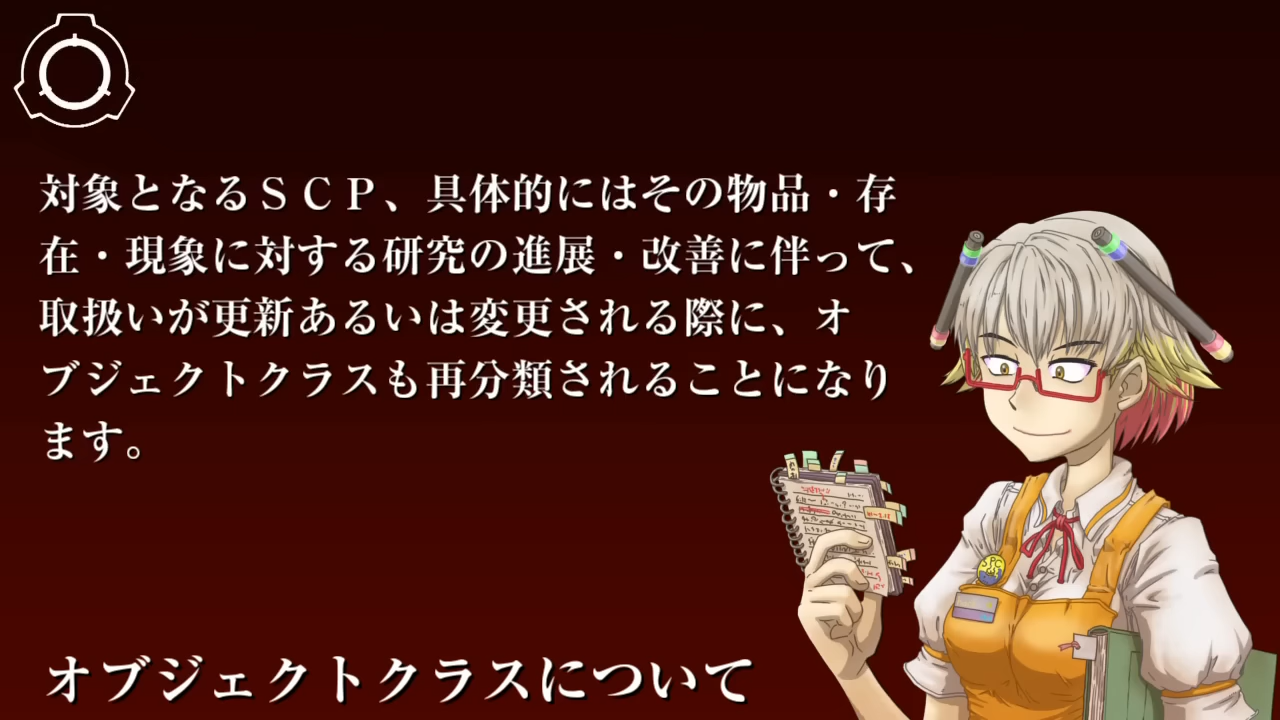 対象となるＳＣＰ、具体的にはその物品・存
在・現象に対する研究の進展・改善に伴って、
取扱いが更新あるいは変更される際に、オ
ブジェクトクラスも再分類されることになり
ます。
オブジェクトクラスについて